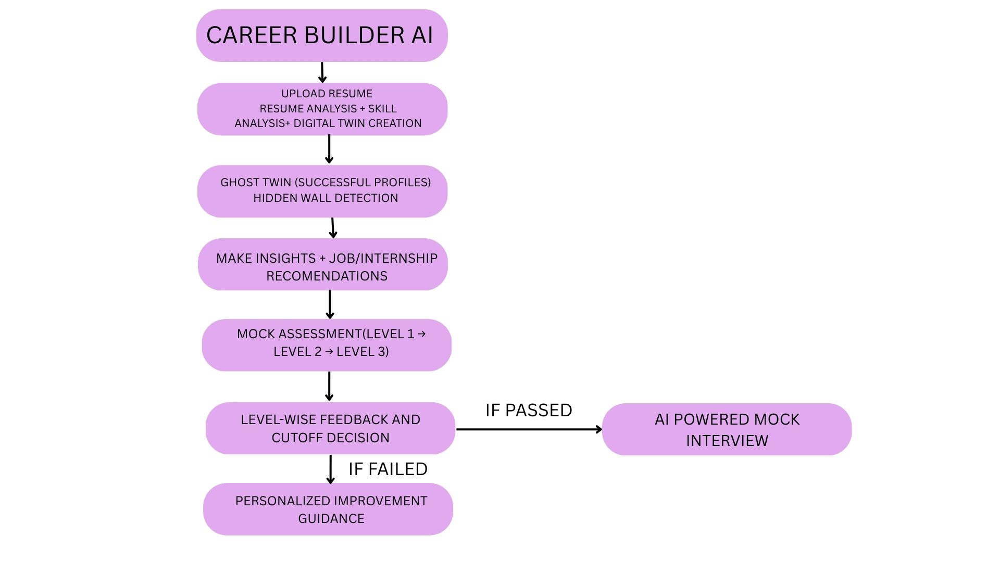 CAREER BUILDER AI
UPLOAD RESUME
RESUME ANALYSIS + SKILL
ANALYSIS+ DIGITAL TWIN CREATION
GHOST TWIN (SUCCESSFUL PROFILES)
HIDDEN WALL DETECTION
MAKE INSIGHTS + JOB/INTERNSHIP
RECOMENDATIONS
MOCK ASSESSMENT(LEVEL 1 →
LEVEL 2 → LEVEL 3)
LEVEL-WISE FEEDBACK AND
CUTOFF DECISION
IF PASSED
AI POWERED MOCK
INTERVIEW
IF FAILED
PERSONALIZED IMPROVEMENT
GUIDANCE